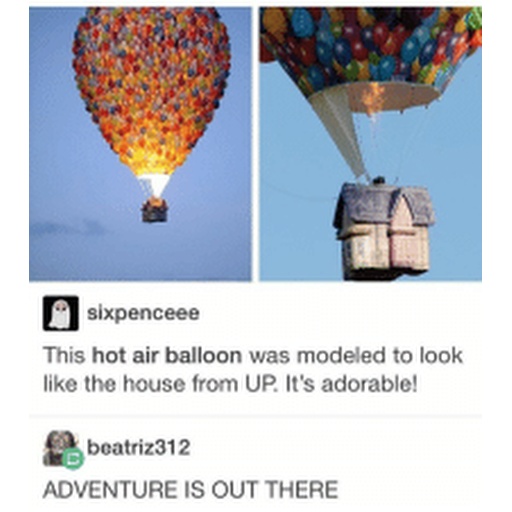 sixpenceee
This hot air balloon was modeled to look
like the house from UP. It's adorable!
beatriz312
ADVENTURE IS OUT THERE